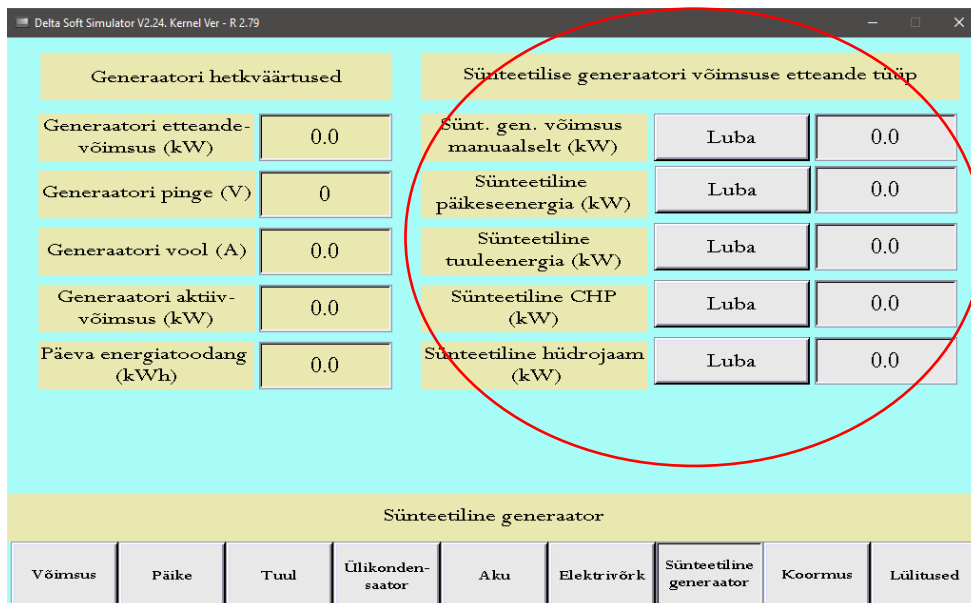 Delta Soft Simulator V2.24. Kernel Ver - R 2.79
Generaatori hetkväärtused
Sünteetilise generaatori võimsuse etteande tüüp
Generaatori etteande-
võimsus (kW)
0.0
Sünt. gen. võimsus
manuaalselt (kW)
Luba
0.0
Generaatori pinge (V)
0
Sünteetiline
päikeseenergia (kW)
Luba
0.0
Generaatori vool (A)
0.0
Sünteetiline
tuuleenergia (kW)
Luba
0.0
Generaatori aktiiv-
võimsus (kW)
0.0
Sünteetiline CHP
(kW)
Luba
0.0
Päeva energiatoodang
(kWh)
0.0
Sünteetiline hüdrojaam
(kW)
Luba
0.0
Sünteetiline generaator
Võimsus
Päike
Tuul
Ülikonden-
saator
Aku
Elektrivõrk
Sünteetiline
generaator
Koormus
Lülitused